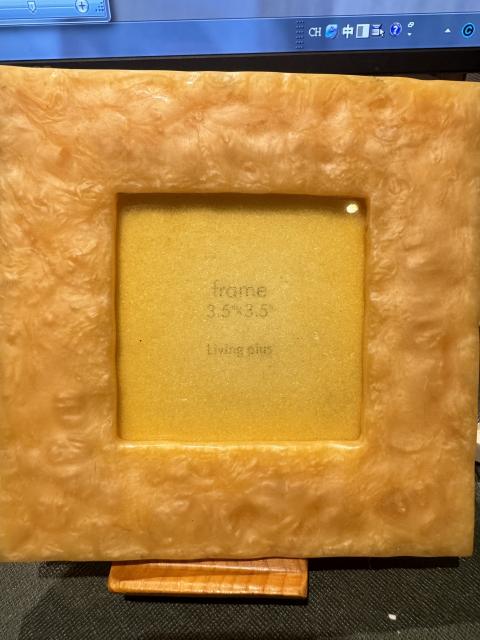 CH 中
frame
3.5"x3.5"
Living plus